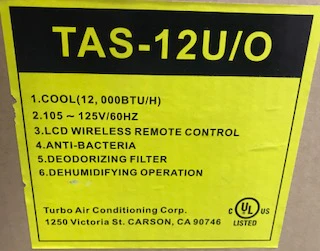 TAS-12U/O
1.COOL(12, 000BTU/H)
2.105 ~ 125V/60HZ
3.LCD WIRELESS REMOTE CONTROL
4.ANTI-BACTERIA
5.DEODORIZING FILTER
6.DEHUMIDIFYING OPERATION
Turbo Air Conditioning Corp.
1250 Victoria St. CARSON, CA 90746
C UL US
LISTED